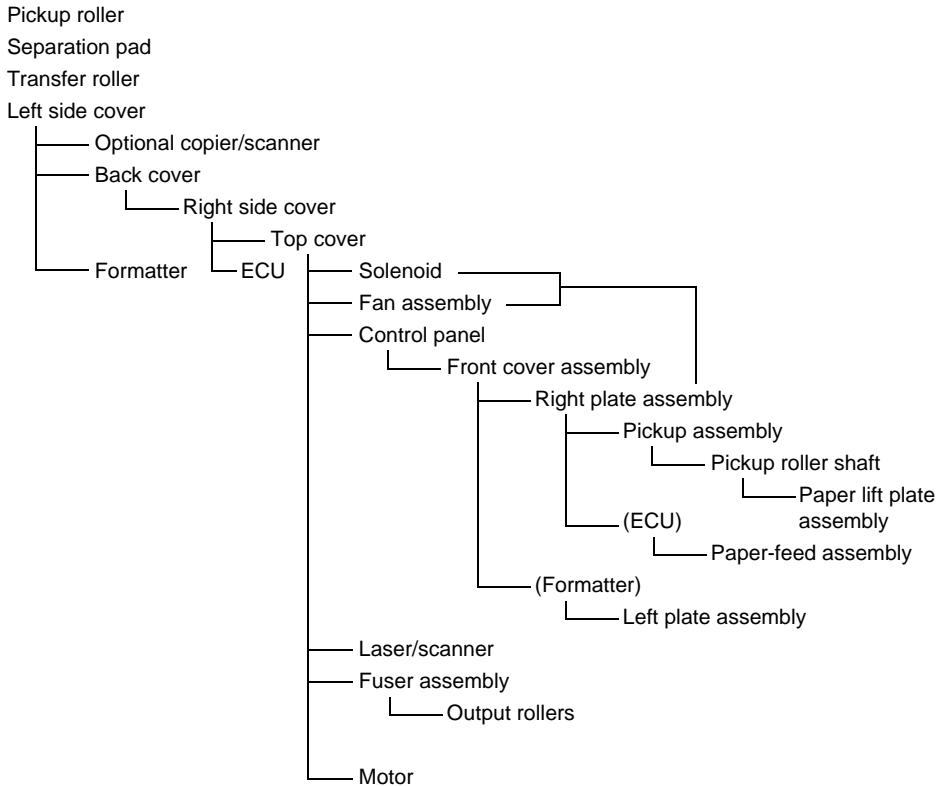 Pickup roller
Separation pad
Transfer roller
Left side cover
Optional copier/scanner
Back cover
Right side cover
Top cover
Formatter
ECU
Solenoid
Fan assembly
Control panel
Front cover assembly
Right plate assembly
Pickup assembly
Pickup roller shaft
Paper lift plate
assembly
(ECU)
Paper-feed assembly
(Formatter)
Left plate assembly
Laser/scanner
Fuser assembly
Output rollers
Motor